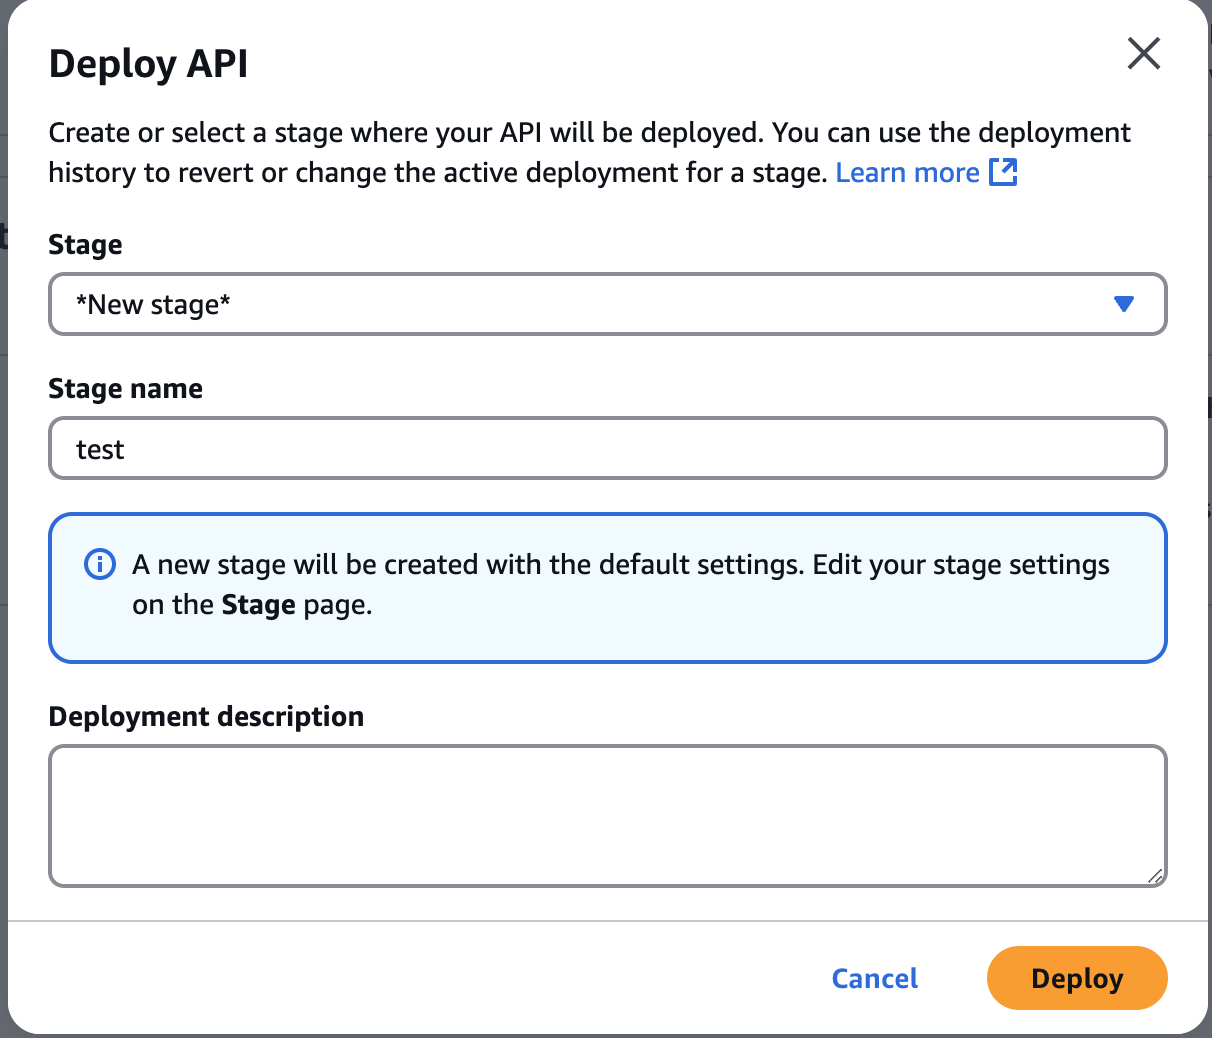 Deploy API
Create or select a stage where your API will be deployed. You can use the deployment
history to revert or change the active deployment for a stage. Learn more
Stage
*New stage*
Stage name
test
A new stage will be created with the default settings. Edit your stage settings
on the Stage page.
Deployment description
Cancel
Deploy